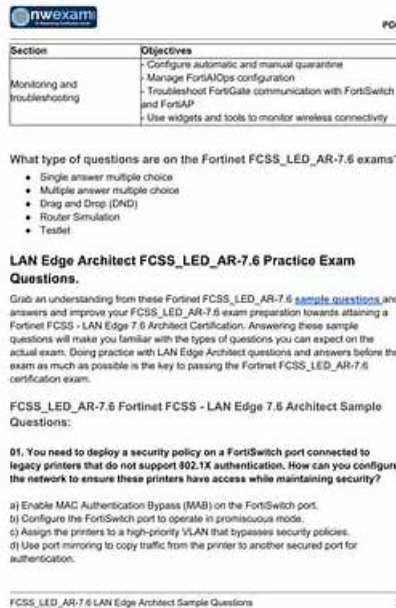 nwexam
PDF
Section
Objectives
Monitoring and
troubleshooting
- Configure automatic and manual quarantine
- Manage FortiAIOps configuration
- Troubleshoot FortiGate communication with FortiSwitch
and FortiAP
- Use widgets and tools to monitor wireless connectivity
What type of questions are on the Fortinet FCSS_LED_AR-7.6 exams?
● Single answer multiple choice
● Multiple answer multiple choice
● Drag and Drop (DND)
● Router Simulation
● Testlet
LAN Edge Architect FCSS_LED_AR-7.6 Practice Exam
Questions.
Grab an understanding from these Fortinet FCSS_LED_AR-7.6 sample questions and
answers and improve your FCSS_LED_AR-7.6 exam preparation towards attaining a
Fortinet FCSS - LAN Edge 7.6 Architect Certification. Answering these sample
questions will make you familiar with the types of questions you can expect on the
actual exam. Doing practice with LAN Edge Architect questions and answers before the
exam as much as possible is the key to passing the Fortinet FCSS_LED_AR-7.6
certification exam.
FCSS_LED_AR-7.6 Fortinet FCSS - LAN Edge 7.6 Architect Sample
Questions:
01. You need to deploy a security policy on a FortiSwitch port connected to
legacy printers that do not support 802.1X authentication. How can you configure
the network to ensure these printers have access while maintaining security?
a) Enable MAC Authentication Bypass (MAB) on the FortiSwitch port.
b) Configure the FortiSwitch port to operate in promiscuous mode.
c) Assign the printers to a high-priority VLAN that bypasses security policies.
d) Use port mirroring to copy traffic from the printer to another secured port for
authentication.
FCSS_LED_AR-7.6 LAN Edge Architect Sample Questions